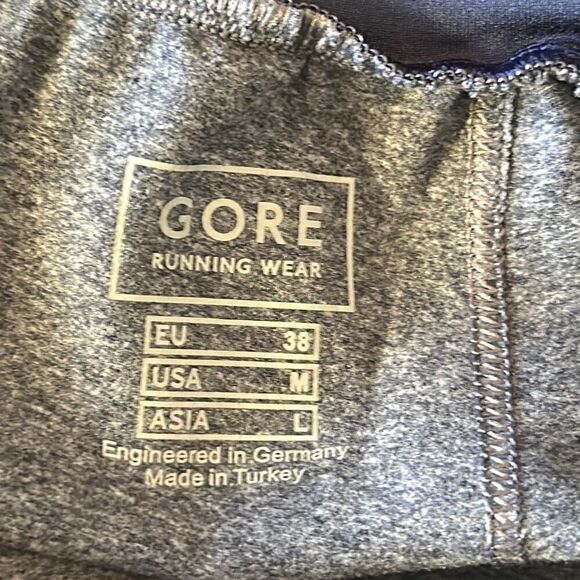 GORE
RUNNING WEAR
EU 38
USA M
ASIA L
Engineered in Germany
Made in Turkey